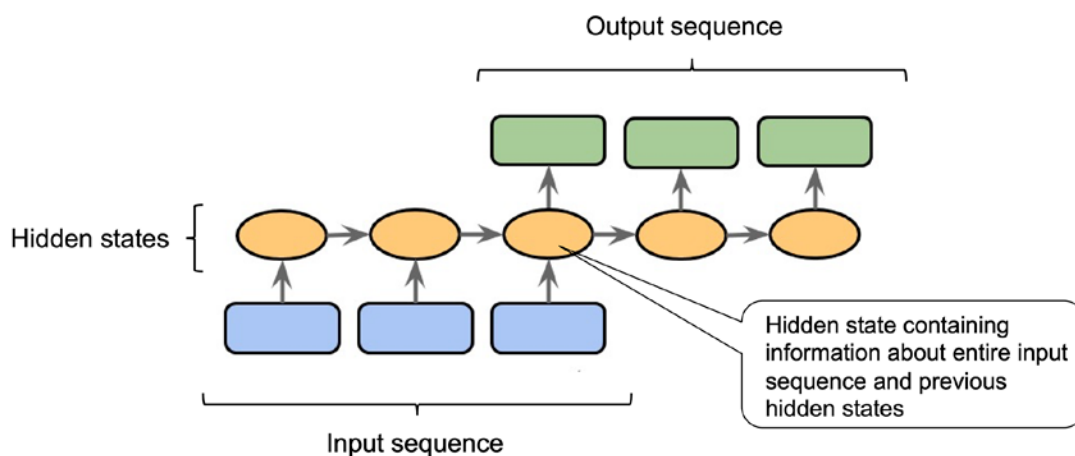 Output sequence
Hidden states
Hidden state containing
information about entire input
sequence and previous
hidden states
Input sequence